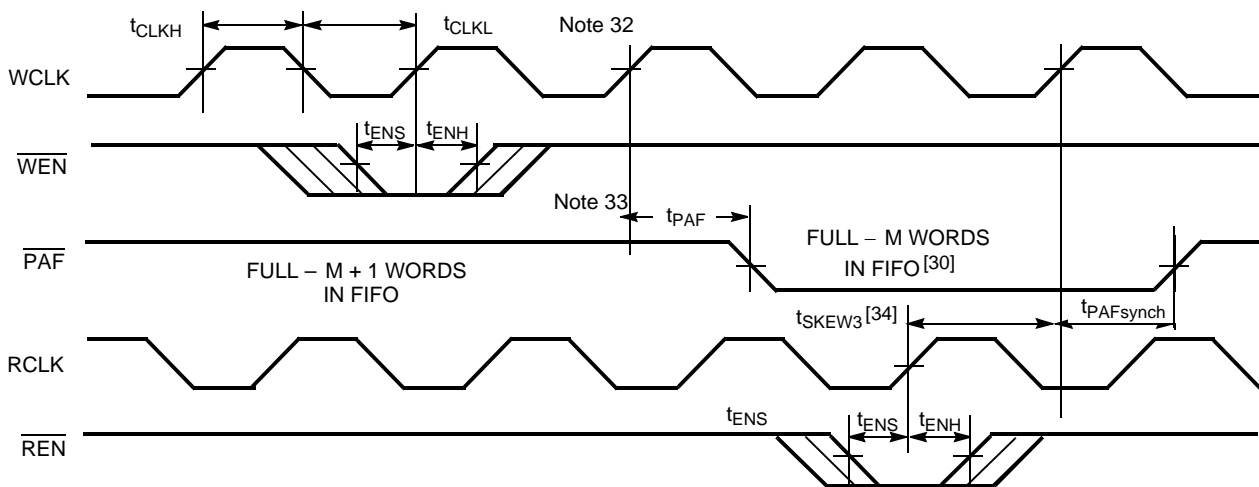 tCLKH
tCLKL
Note 32
WCLK
tENS
tENH
WEN
Note 33
tPAF
PAF
FULL – M + 1 WORDS
IN FIFO
FULL – M WORDS
IN FIFO [30]
tSKEW3 [34]
tPAFsynch
RCLK
tENS
tENS
tENH
REN